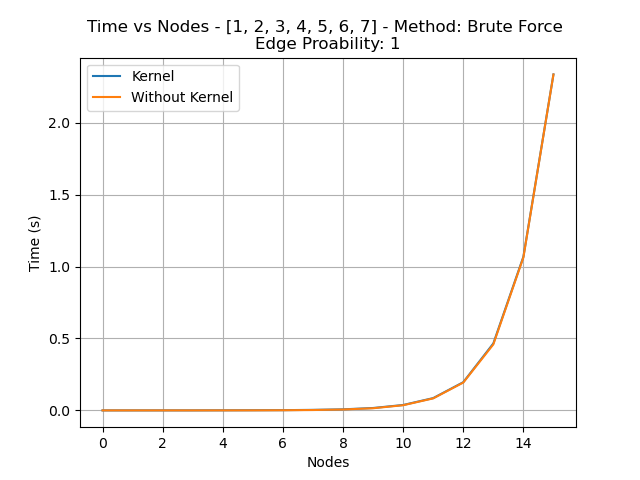 Time vs Nodes - [1, 2, 3, 4, 5, 6, 7] - Method: Brute Force
Edge Proability: 1
Kernel
Without Kernel
2.0
1.5
1.0
0.5
0.0
Time (s)
0 2 4 6 8 10 12 14
Nodes